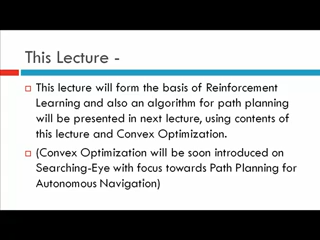 This Lecture -
This lecture will form the basis of Reinforcement
Learning and also an algorithm for path planning
will be presented in next lecture, using contents of
this lecture and Convex Optimization.
(Convex Optimization will be soon introduced on
Searching-Eye with focus towards Path Planning for
Autonomous Navigation)